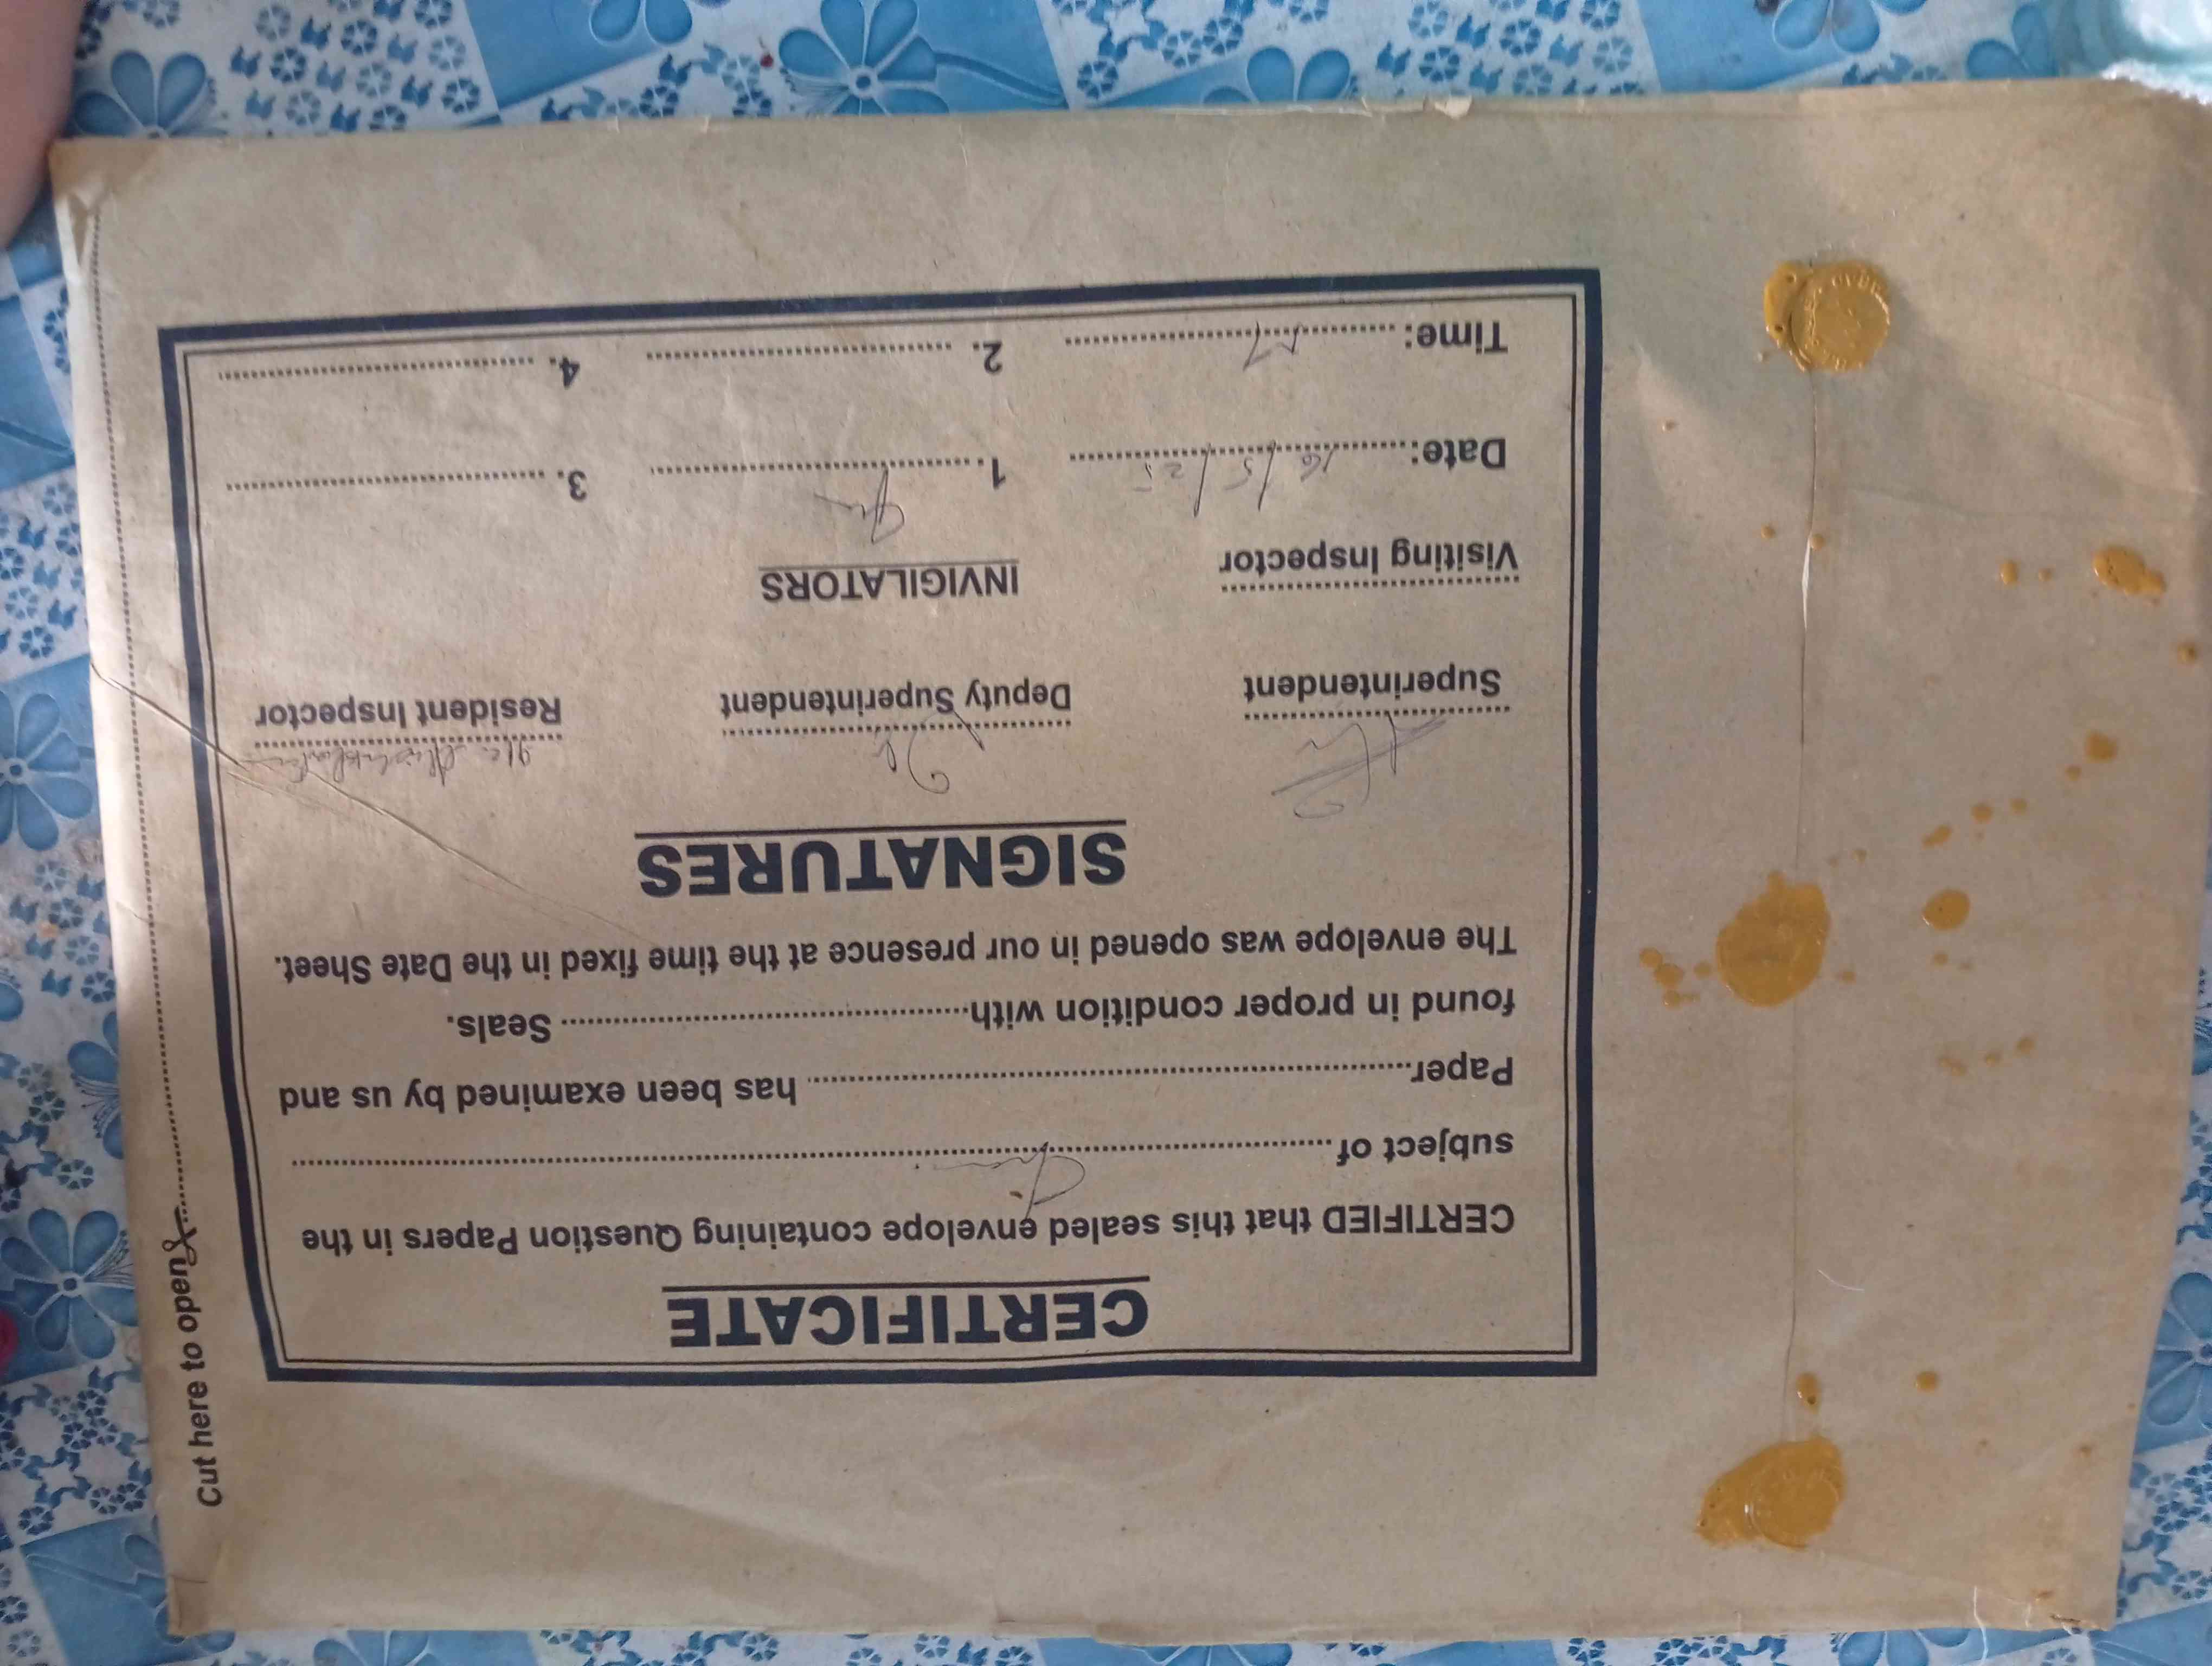 CERTIFICATE
CERTIFIED that this sealed envelope containing Question Papers in the
subject of
Paper has been examined by us and
found in proper condition with Seals.
The envelope was opened in our presence at the time fixed in the Date Sheet.
SIGNATURES
Superintendent Deputy Superintendent Resident Inspector
Visiting Inspector INVIGILATORS
Date: 16/5/25 1. 3.
Time: 2. 4.
Cut here to open